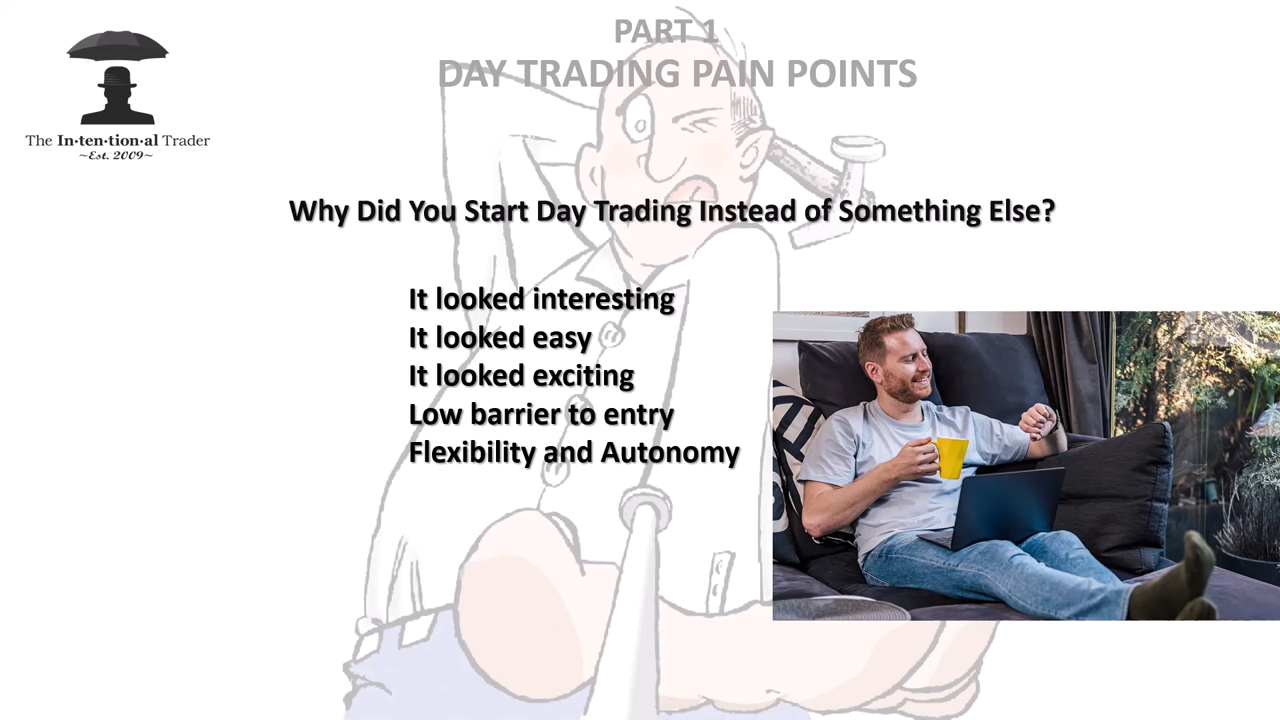 PART 1
DAY TRADING PAIN POINTS
The In·ten·tion·al Trader
~Est. 2009~
Why Did You Start Day Trading Instead of Something Else?
It looked interesting
It looked easy
It looked exciting
Low barrier to entry
Flexibility and Autonomy